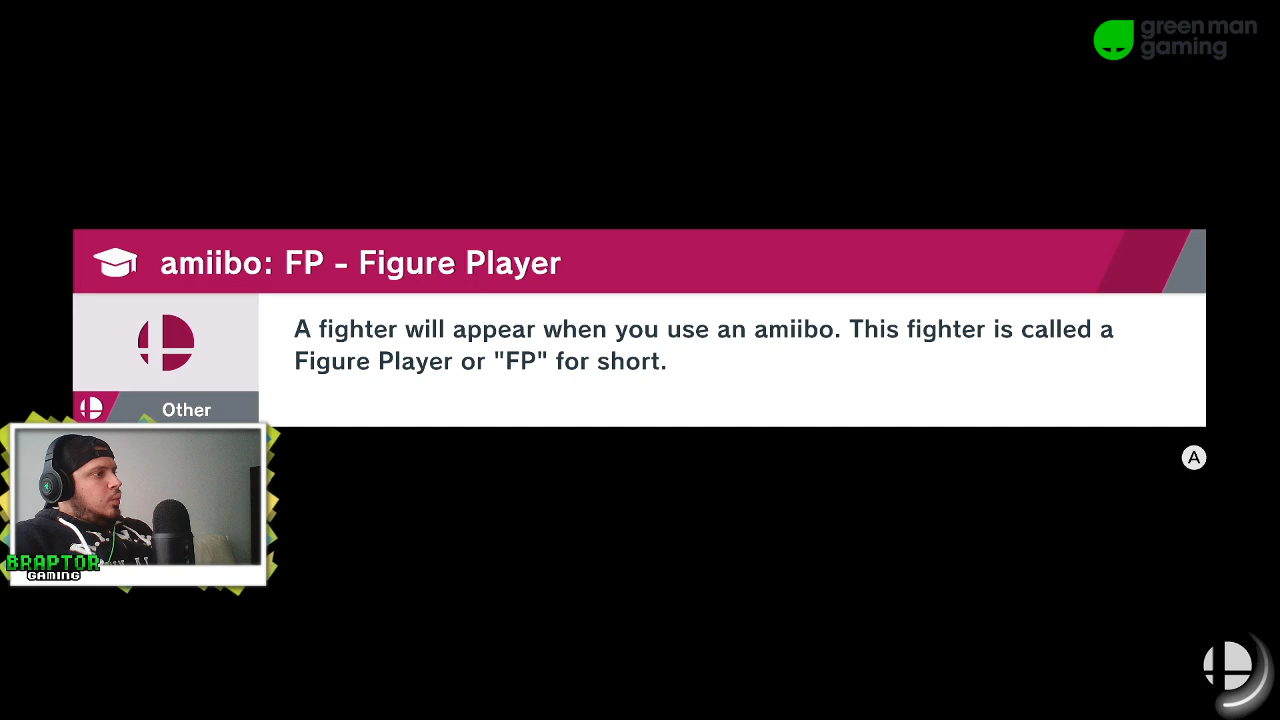 green man
gaming
amiibo: FP - Figure Player
A fighter will appear when you use an amiibo. This fighter is called a
Figure Player or "FP" for short.
Other
A
BRAPTOR
GAMING